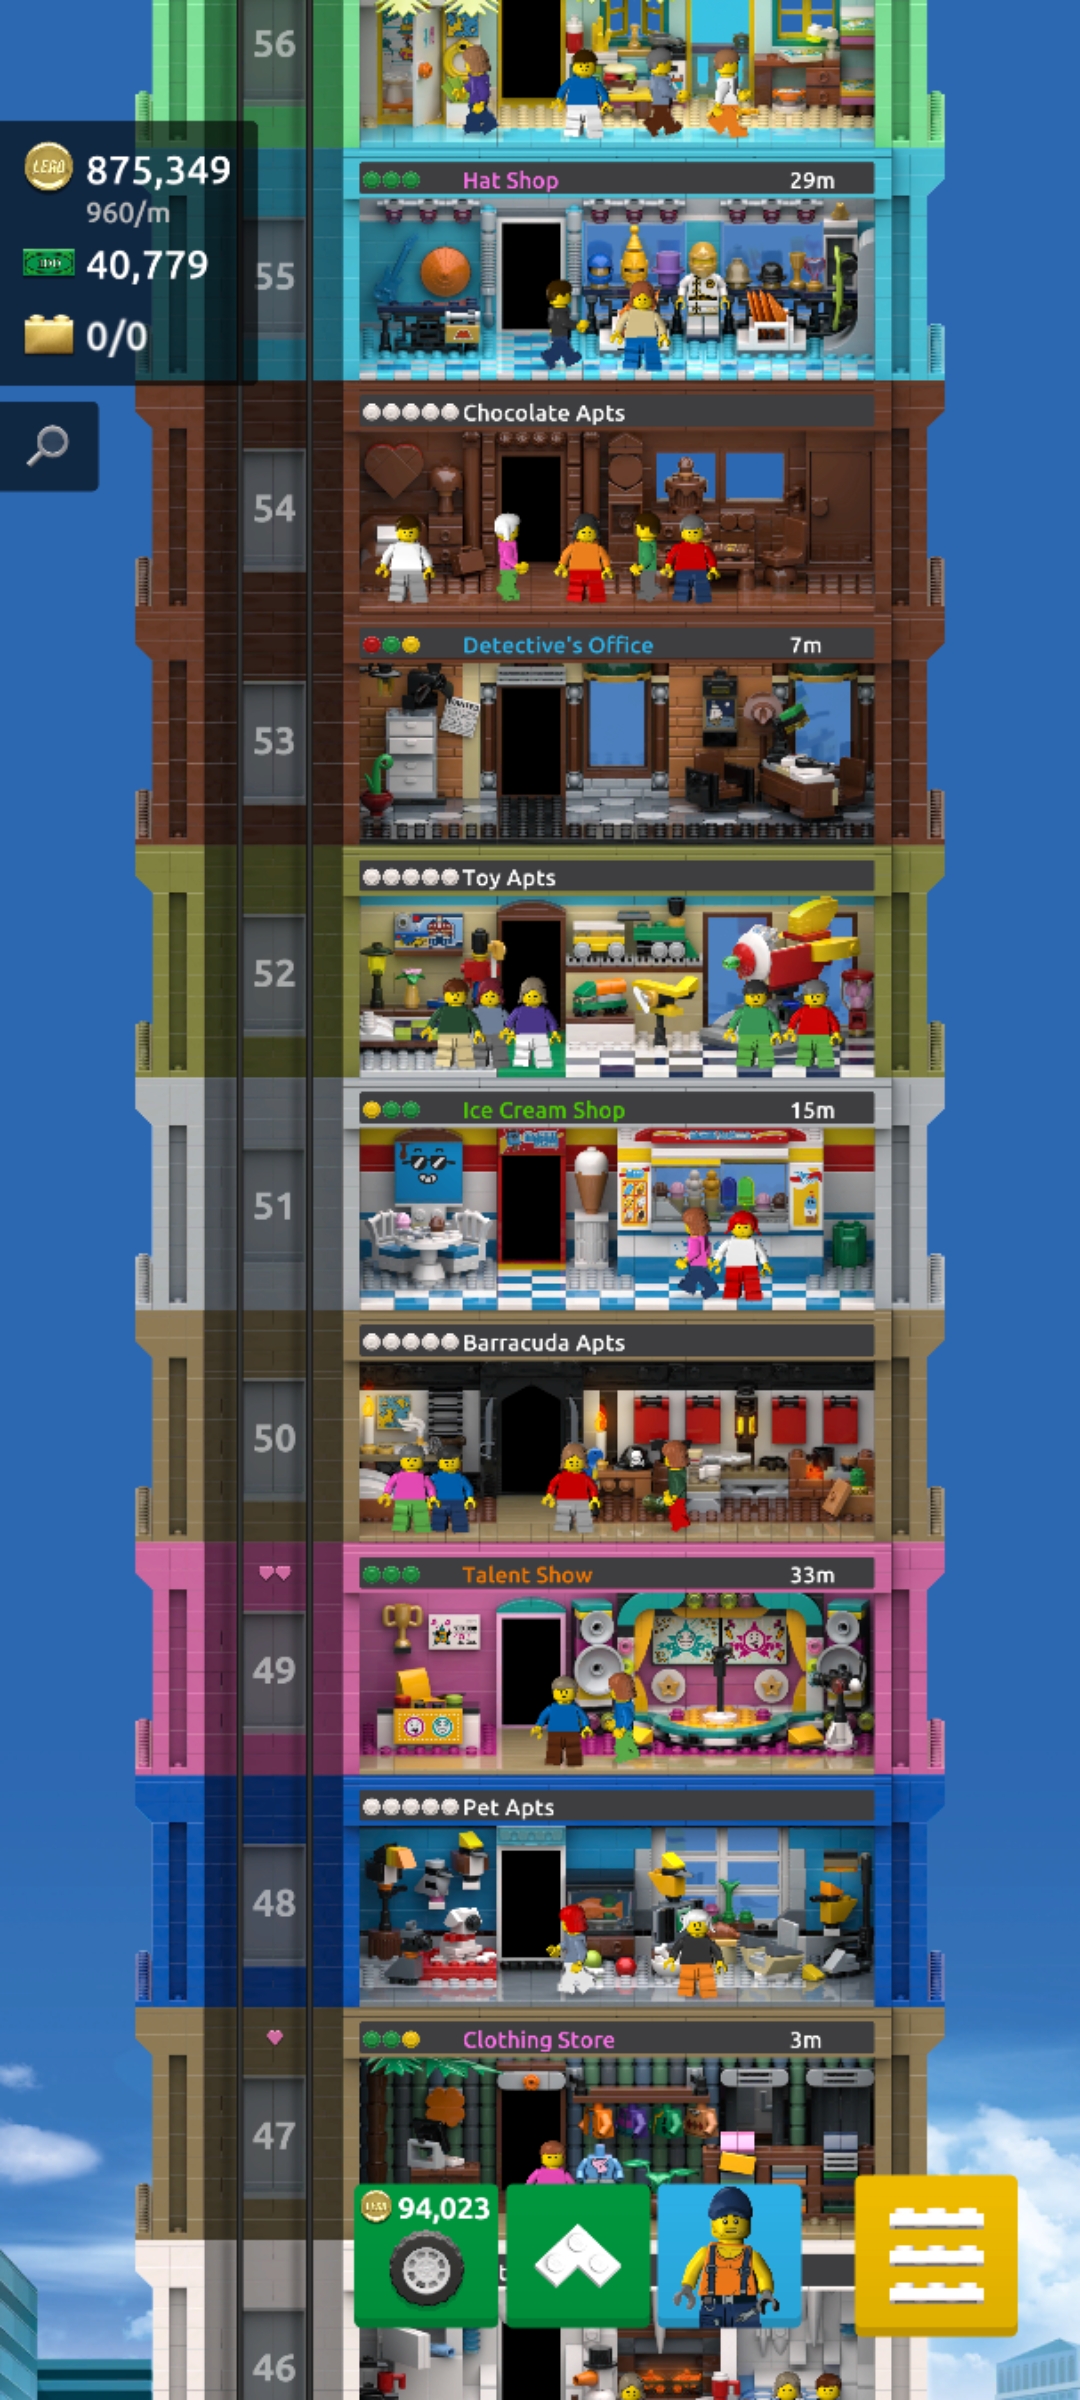 56
LEGO 875,349
960/m
40,779
0/0
Hat Shop 29m
55
Chocolate Apts
54
Detective's Office 7m
WANTED
53
Toy Apts
52
Ice Cream Shop 15m
51
Barracuda Apts
50
Talent Show 33m
49
Pet Apts
48
Clothing Store 3m
47
94,023
46